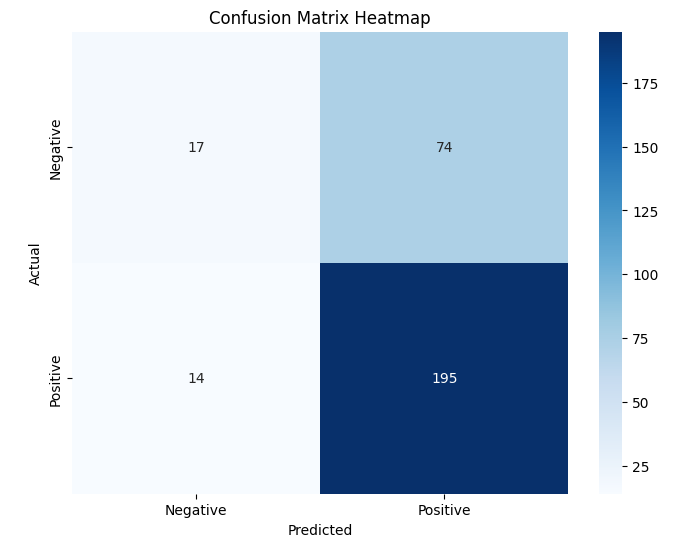 Confusion Matrix Heatmap
Actual
Negative
17
74
Positive
14
195
Negative
Positive
Predicted
175
150
125
100
75
50
25